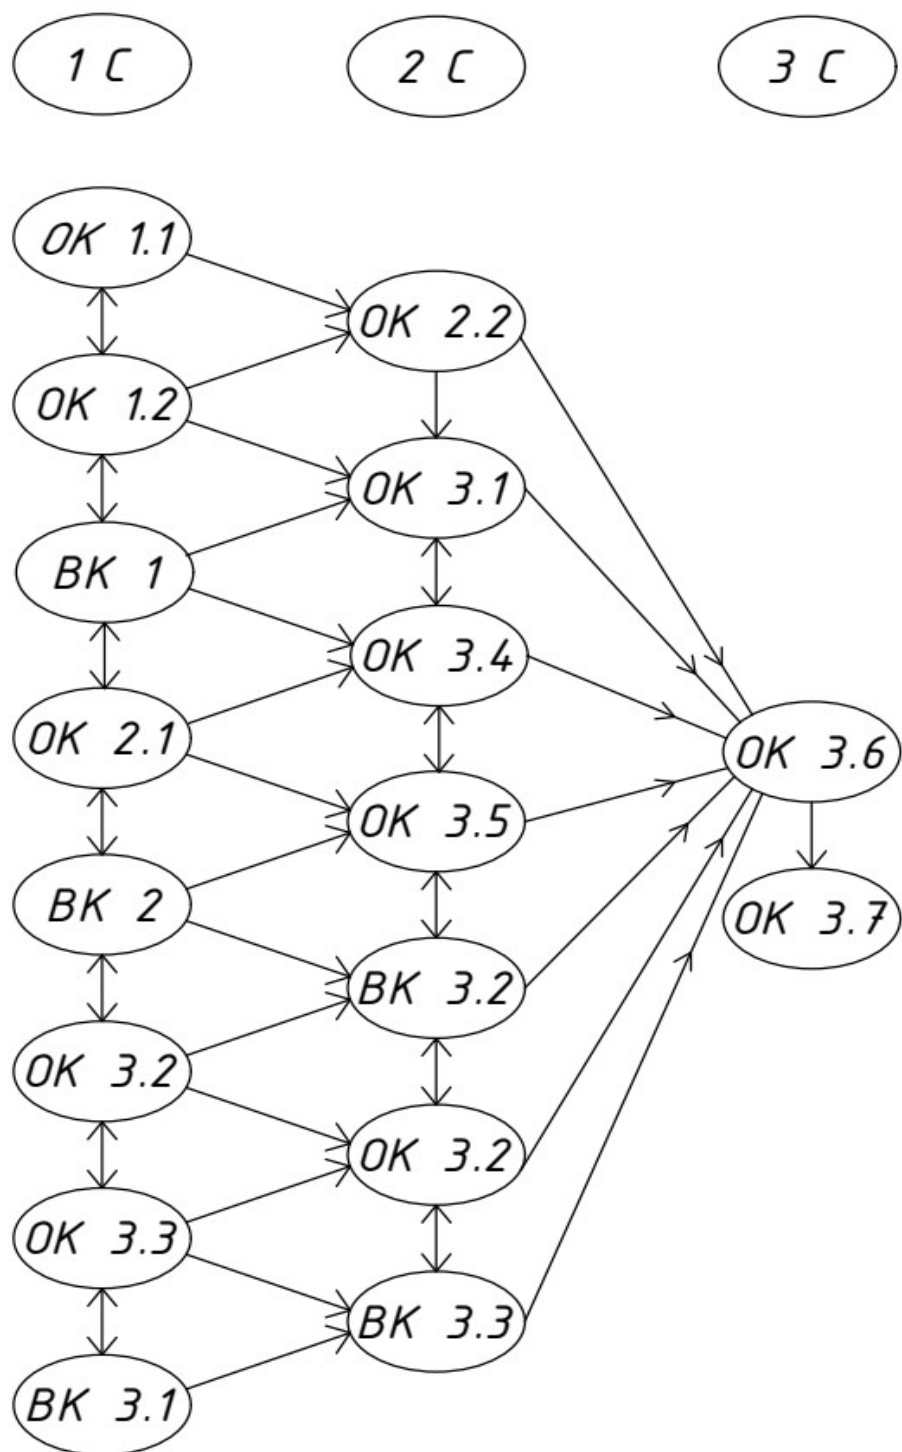 1 С
2 С
3 С
ОК 1.1
ОК 1.2
ВК 1
ОК 2.1
ВК 2
ОК 3.2
ОК 3.3
ВК 3.1
ОК 2.2
ОК 3.1
ОК 3.4
ОК 3.5
ВК 3.2
ОК 3.2
ВК 3.3
ОК 3.6
ОК 3.7